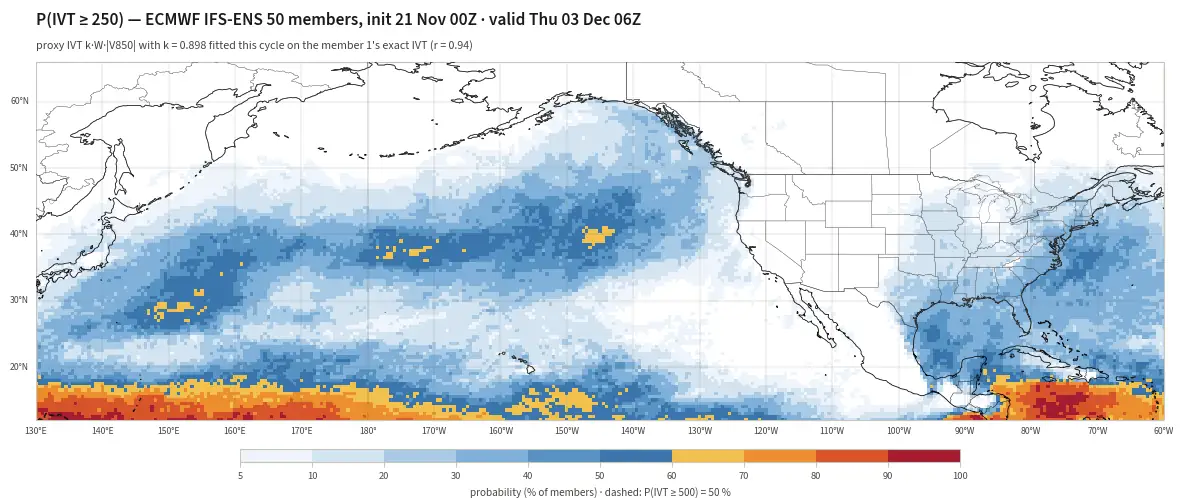 P(IVT ≥ 250) — ECMWF IFS-ENS 50 members, init 21 Nov 00Z · valid Thu 03 Dec 06Z
proxy IVT k·W·|V850| with k = 0.898 fitted this cycle on the member 1's exact IVT (r = 0.94)
60°N
50°N
40°N
30°N
20°N
130°E 140°E 150°E 160°E 170°E 180° 170°W 160°W 150°W 140°W 130°W 120°W 110°W 100°W 90°W 80°W 70°W 60°W
5 10 20 30 40 50 60 70 80 90 100
probability (% of members) · dashed: P(IVT ≥ 500) = 50 %